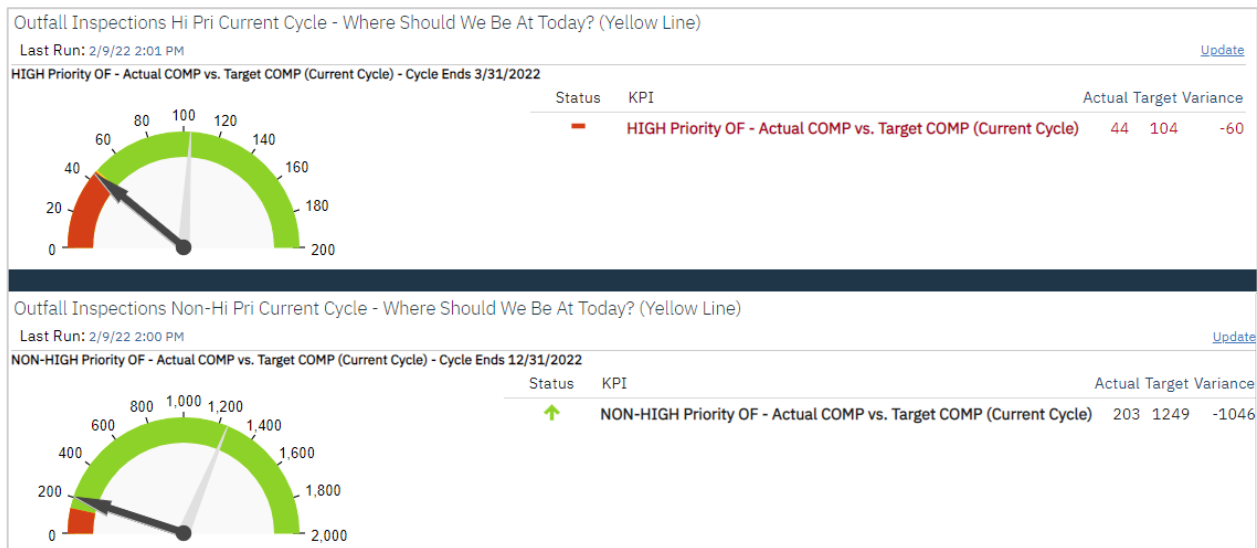 Outfall Inspections Hi Pri Current Cycle - Where Should We Be At Today? (Yellow Line)
Last Run: 2/9/22 2:01 PM Update
HIGH Priority OF - Actual COMP vs. Target COMP (Current Cycle) - Cycle Ends 3/31/2022
Status KPI Actual Target Variance
HIGH Priority OF - Actual COMP vs. Target COMP (Current Cycle) 44 104 -60
0
20
40
60
80
100
120
140
160
180
200
Outfall Inspections Non-Hi Pri Current Cycle - Where Should We Be At Today? (Yellow Line)
Last Run: 2/9/22 2:00 PM Update
NON-HIGH Priority OF - Actual COMP vs. Target COMP (Current Cycle) - Cycle Ends 12/31/2022
Status KPI Actual Target Variance
NON-HIGH Priority OF - Actual COMP vs. Target COMP (Current Cycle) 203 1249 -1046
0
200
400
600
800
1,000
1,200
1,400
1,600
1,800
2,000